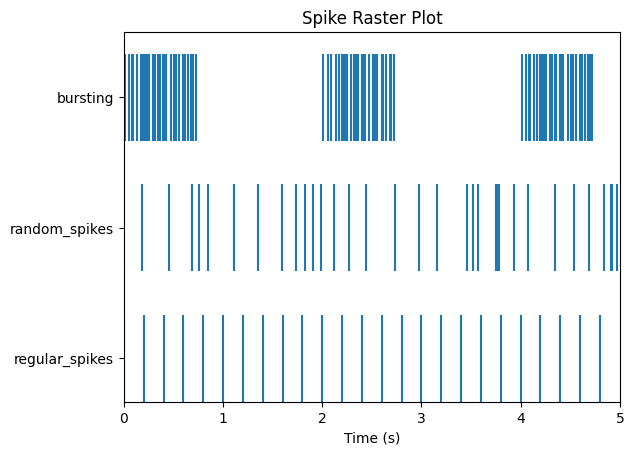 Spike Raster Plot
bursting
random_spikes
regular_spikes
0 1 2 3 4 5
Time (s)